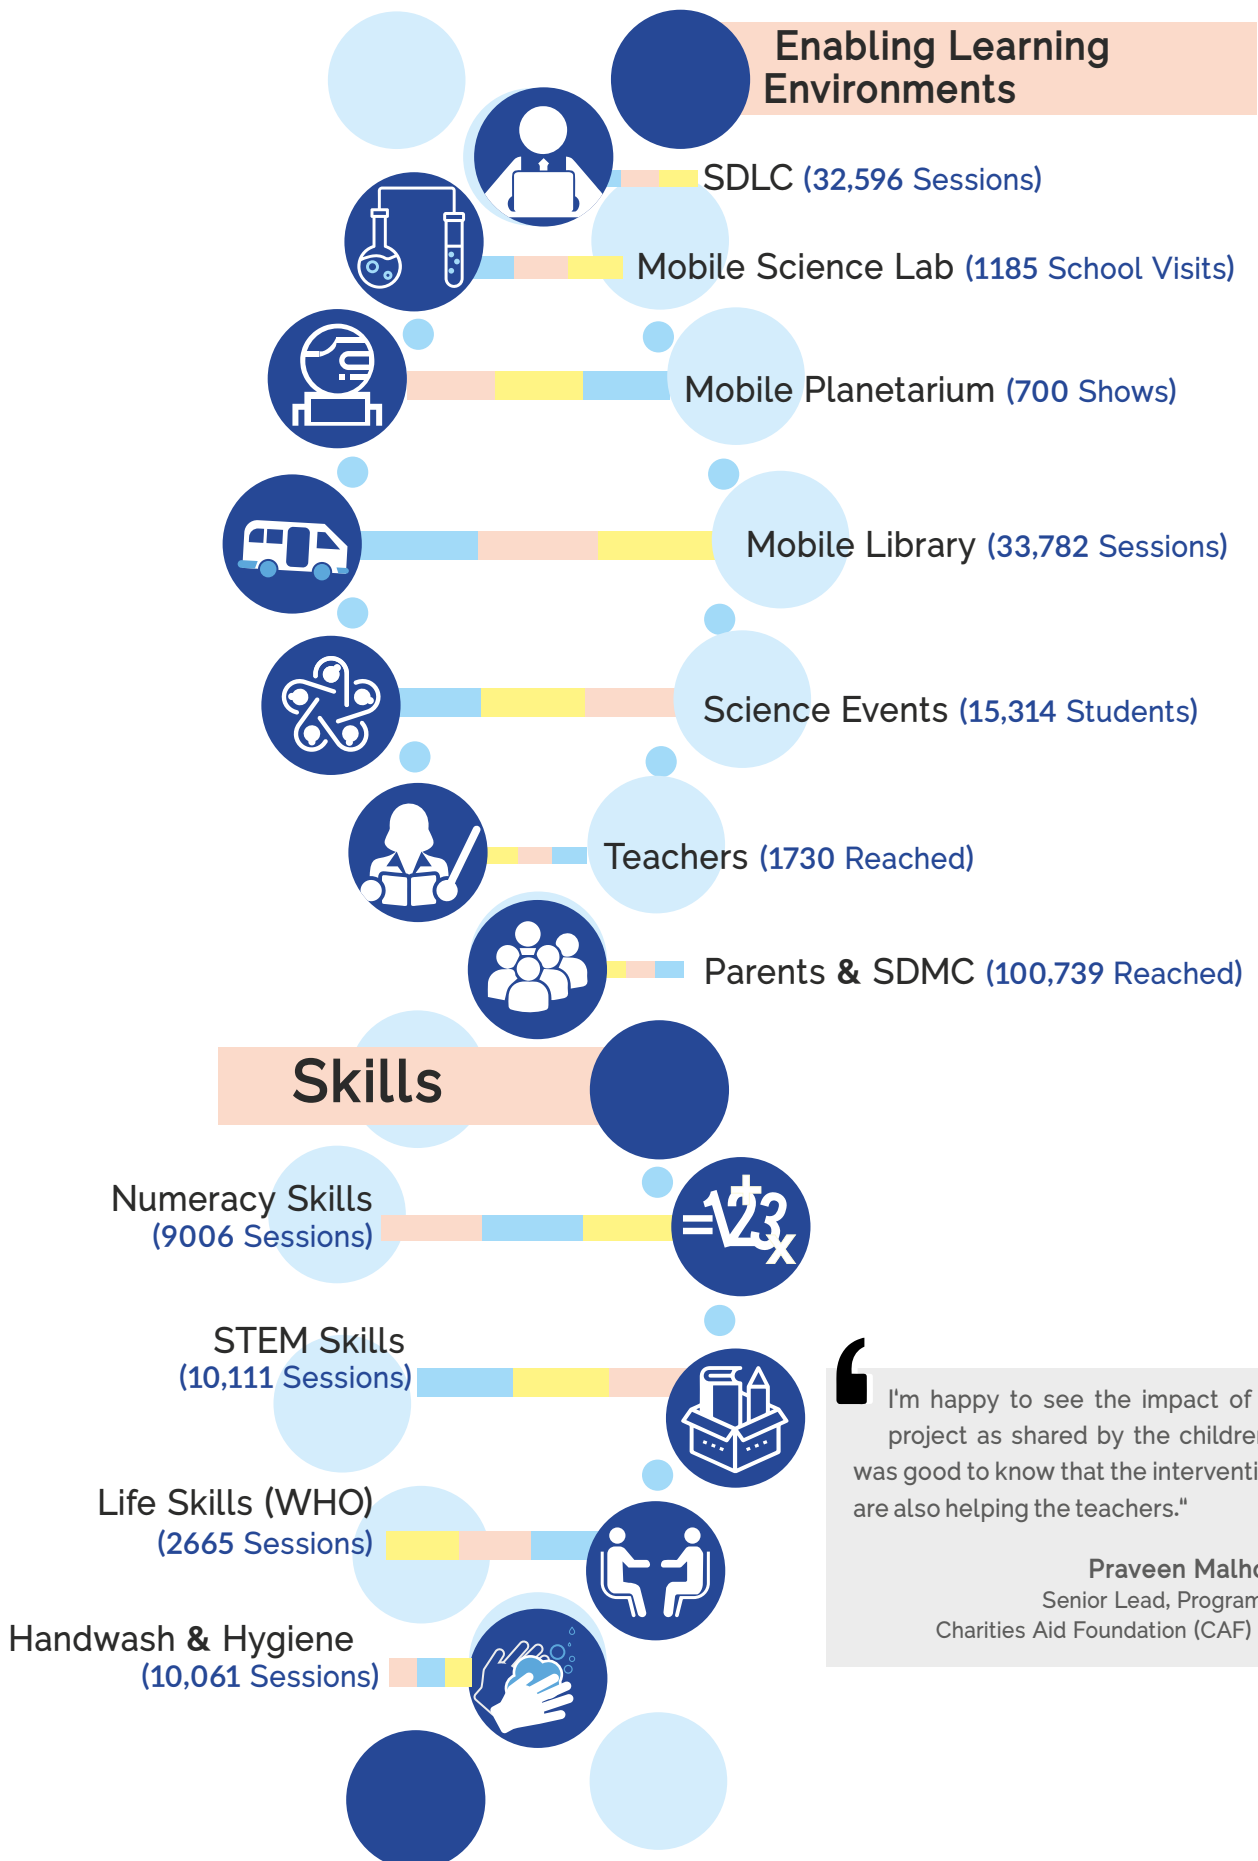 Enabling Learning
Environments
SDLC (32,596 Sessions)
Mobile Science Lab (1185 School Visits)
Mobile Planetarium (700 Shows)
Mobile Library (33,782 Sessions)
Science Events (15,314 Students)
Teachers (1730 Reached)
Parents & SDMC (100,739 Reached)
Skills
Numeracy Skills
(9006 Sessions)
=1+23x
STEM Skills
(10,111 Sessions)
Life Skills (WHO)
(2665 Sessions)
Handwash & Hygiene
(10,061 Sessions)
‘ I'm happy to see the impact of
project as shared by the children
was good to know that the
are also helping the teachers."
Praveen
Senior Lead,
Charities Aid Foundation (CAF)